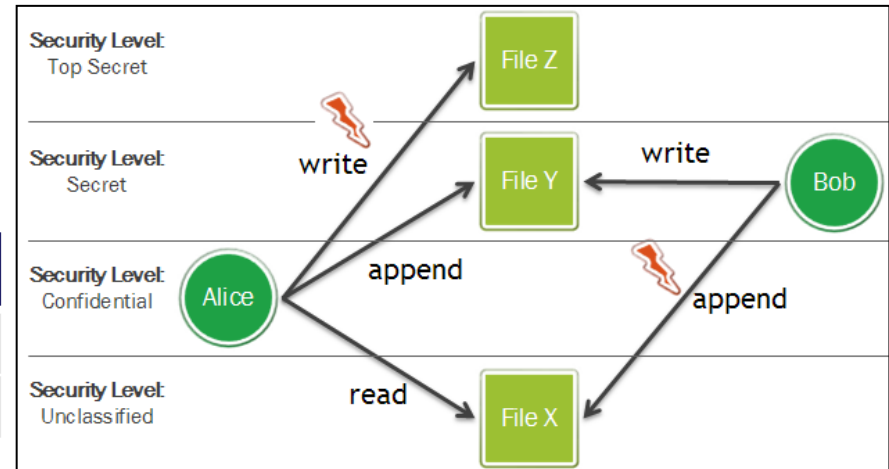 Security Level:
Top Secret
File Z
Security Level:
Secret
write
File Y
write
Bob
Security Level:
Confidential
Alice
append
append
Security Level:
Unclassified
read
File X